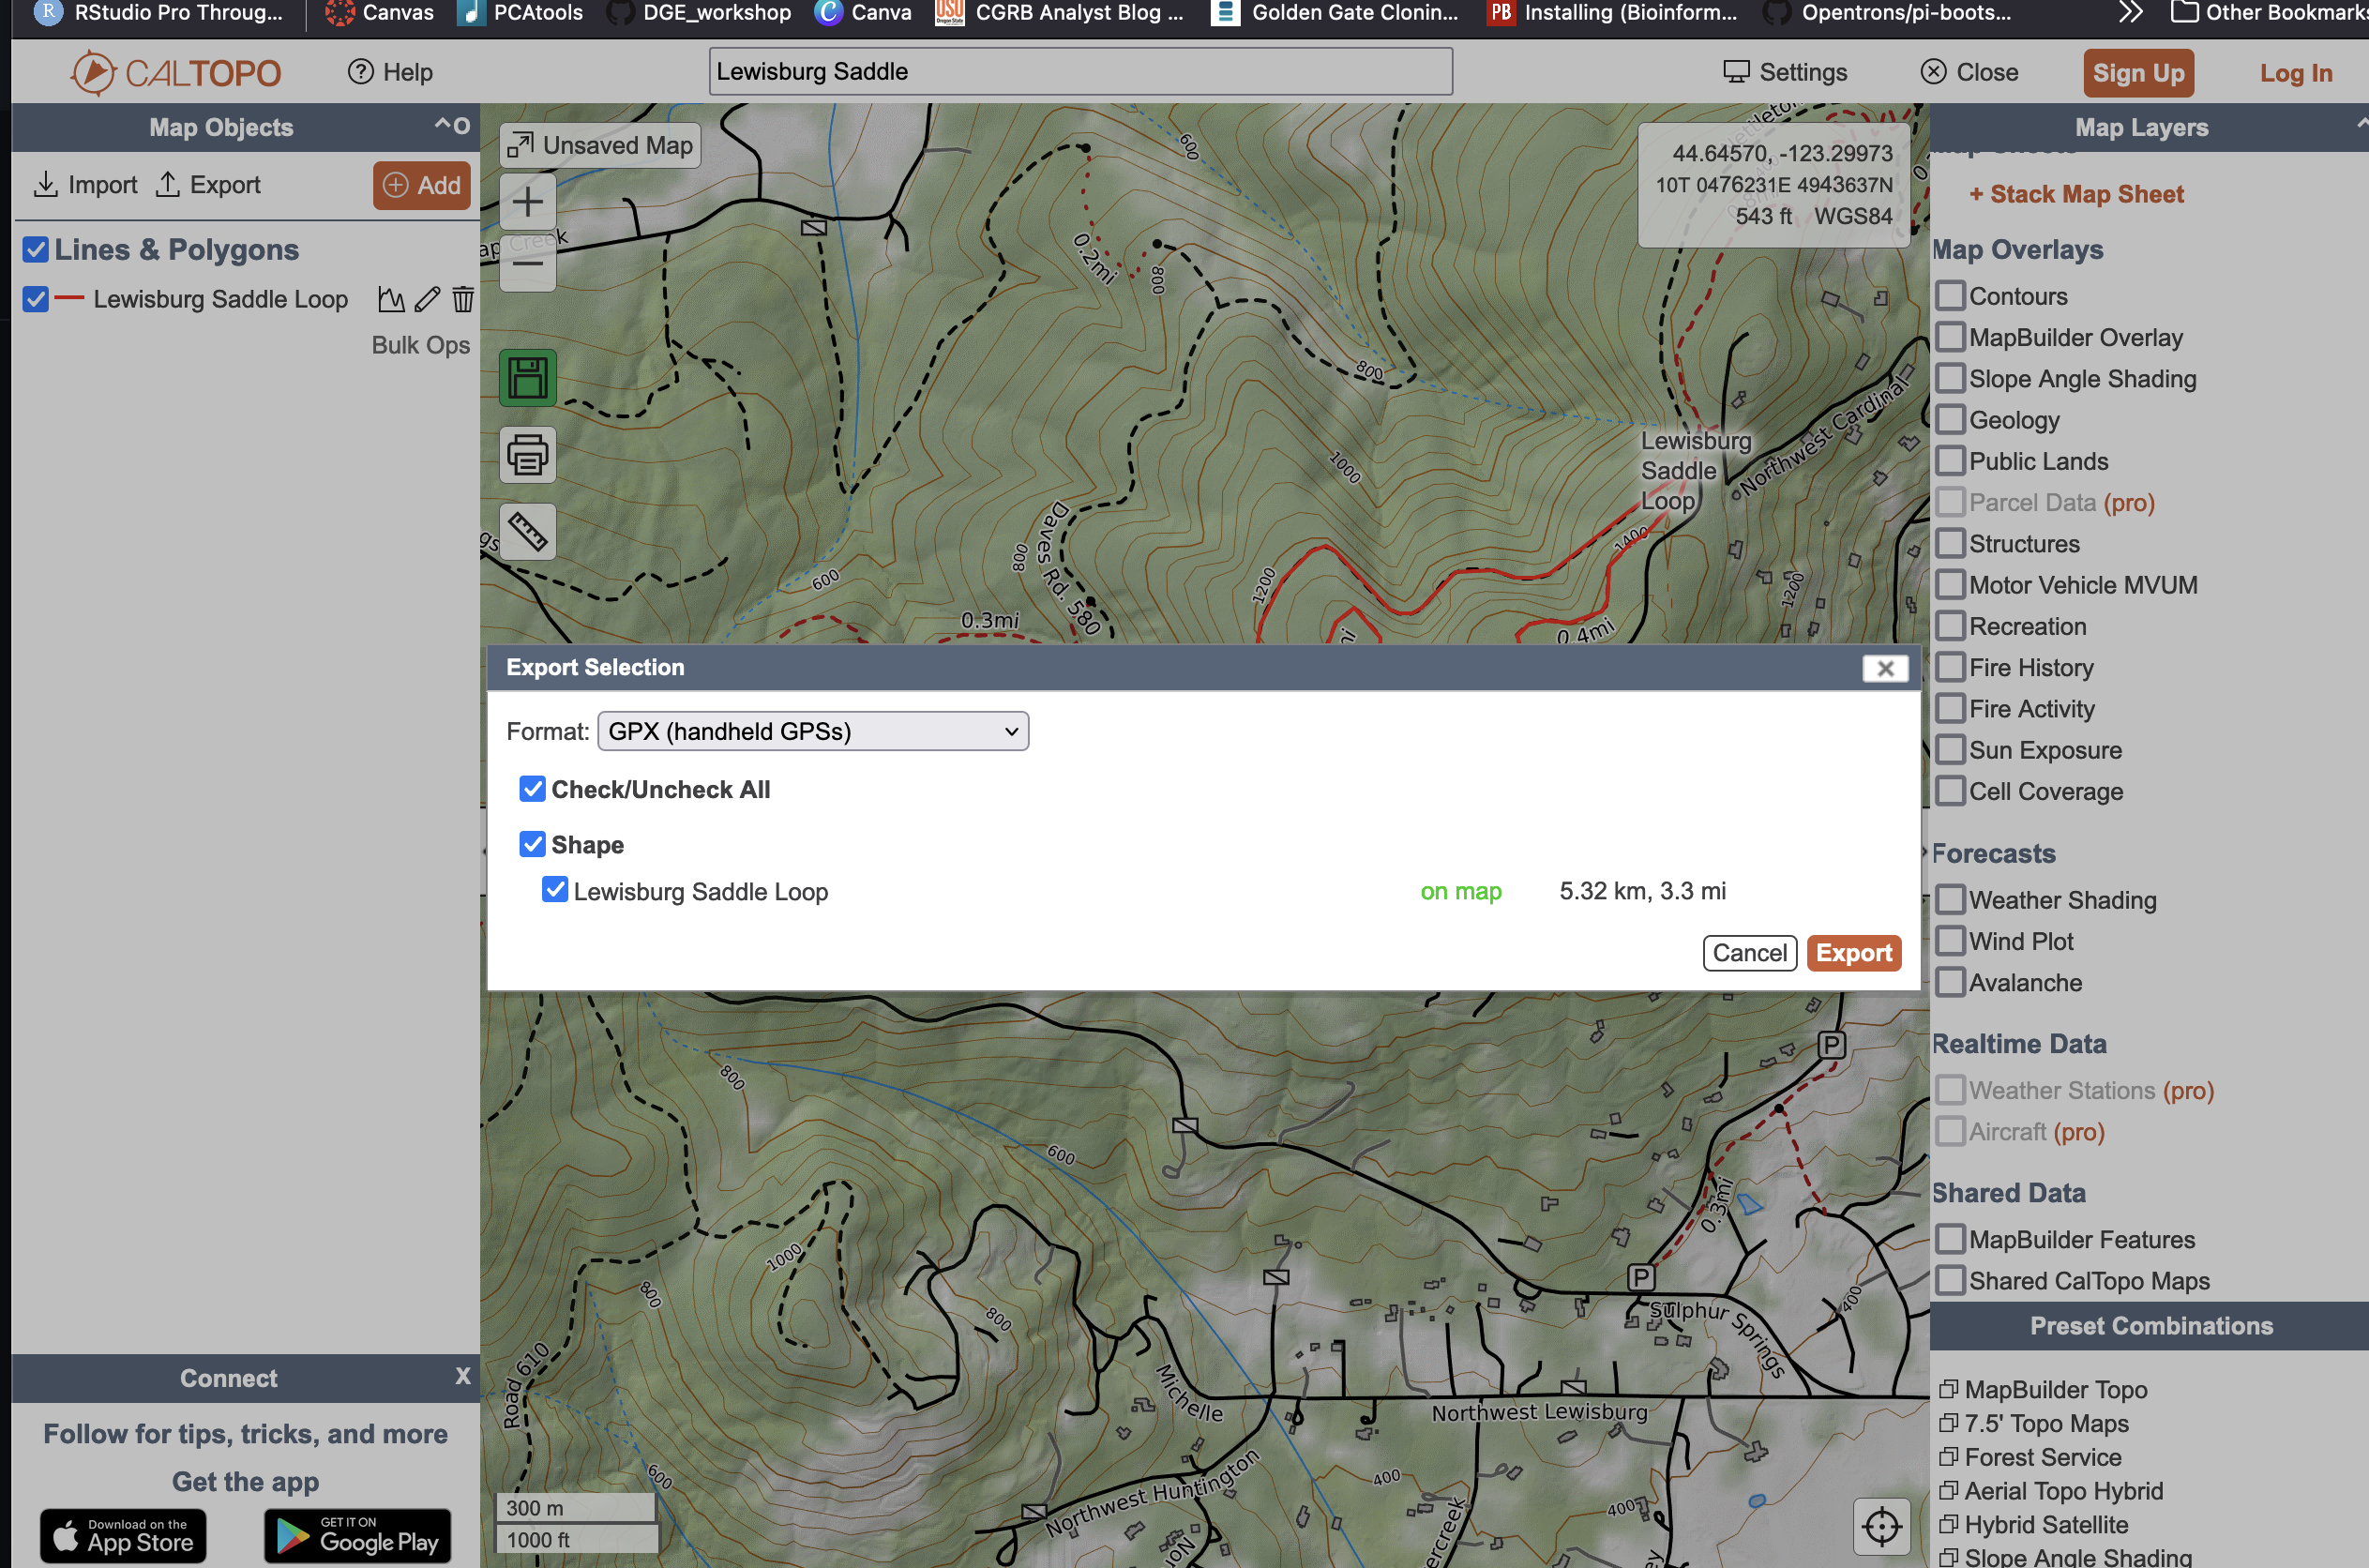 RStudio Pro Throug...
Canvas
PCAtools
DGE_workshop
Canva
CGRB Analyst Blog ...
Golden Gate Clonin...
Installing (Bioinform...
Opentrons/pi-boots...
Other Bookmarks
CALTOPO
Help
Lewisburg Saddle
Settings
Close
Sign Up
Log In
Map Objects
Import
Export
Add
Lines & Polygons
Lewisburg Saddle Loop
Bulk Ops
Unsaved Map
44.64570, -123.29973
10T 0476231E 4943637N
543 ft WGS84
Creek
600
0.2mi
800
800
1000
Lewisburg
Saddle
Loop
Northwest Cardinal
Daves Rd. 580
800
600
1200
1400
1200
0.3mi
0.4mi
Export Selection
Format:
GPX (handheld GPSs)
Check/Uncheck All
Shape
Lewisburg Saddle Loop
on map
5.32 km, 3.3 mi
Cancel
Export
800
600
P
0.3mi
P
1000
800
800
Sulphur Springs
400
Road 610
Michelle
Northwest Lewisburg
600
Northwest Huntington
400
400
300 m
1000 ft
Map Layers
+ Stack Map Sheet
Map Overlays
Contours
MapBuilder Overlay
Slope Angle Shading
Geology
Public Lands
Parcel Data (pro)
Structures
Motor Vehicle MVUM
Recreation
Fire History
Fire Activity
Sun Exposure
Cell Coverage
Forecasts
Weather Shading
Wind Plot
Avalanche
Realtime Data
Weather Stations (pro)
Aircraft (pro)
Shared Data
MapBuilder Features
Shared CalTopo Maps
Preset Combinations
MapBuilder Topo
7.5' Topo Maps
Forest Service
Aerial Topo Hybrid
Hybrid Satellite
Slope Angle Shading
Connect
X
Follow for tips, tricks, and more
Get the app
Download on the
App Store
GET IT ON
Google Play